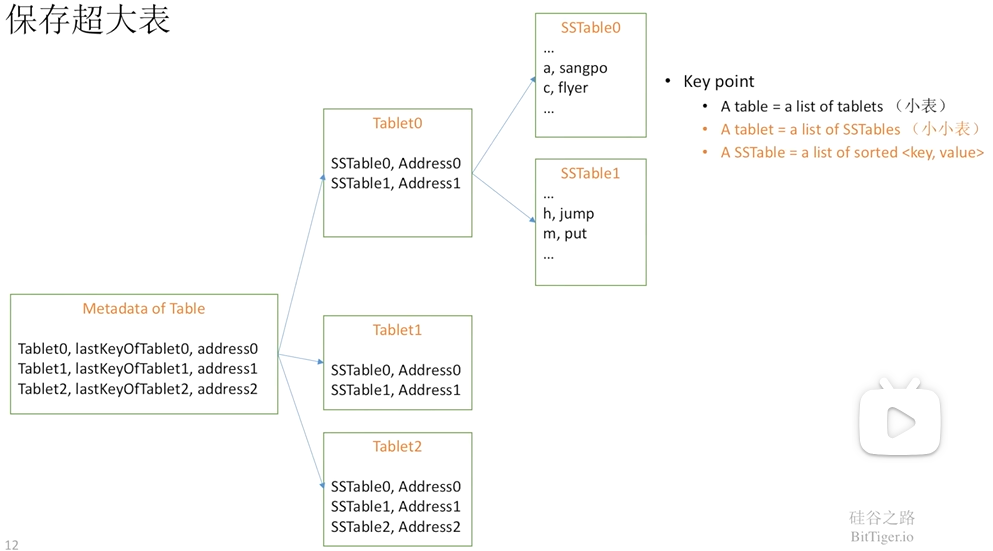 保存超大表
SSTable0
...
a, sangpo
c, flyer
...
Key point
A table = a list of tablets （小表）
A tablet = a list of SSTables （小小表）
A SSTable = a list of sorted <key, value>
Tablet0
SSTable0, Address0
SSTable1, Address1
SSTable1
...
h, jump
m, put
...
Metadata of Table
Tablet0, lastKeyOfTablet0, address0
Tablet1, lastKeyOfTablet1, address1
Tablet2, lastKeyOfTablet2, address2
Tablet1
SSTable0, Address0
SSTable1, Address1
Tablet2
SSTable0, Address0
SSTable1, Address1
SSTable2, Address2
硅谷之路
BitTiger.io
12